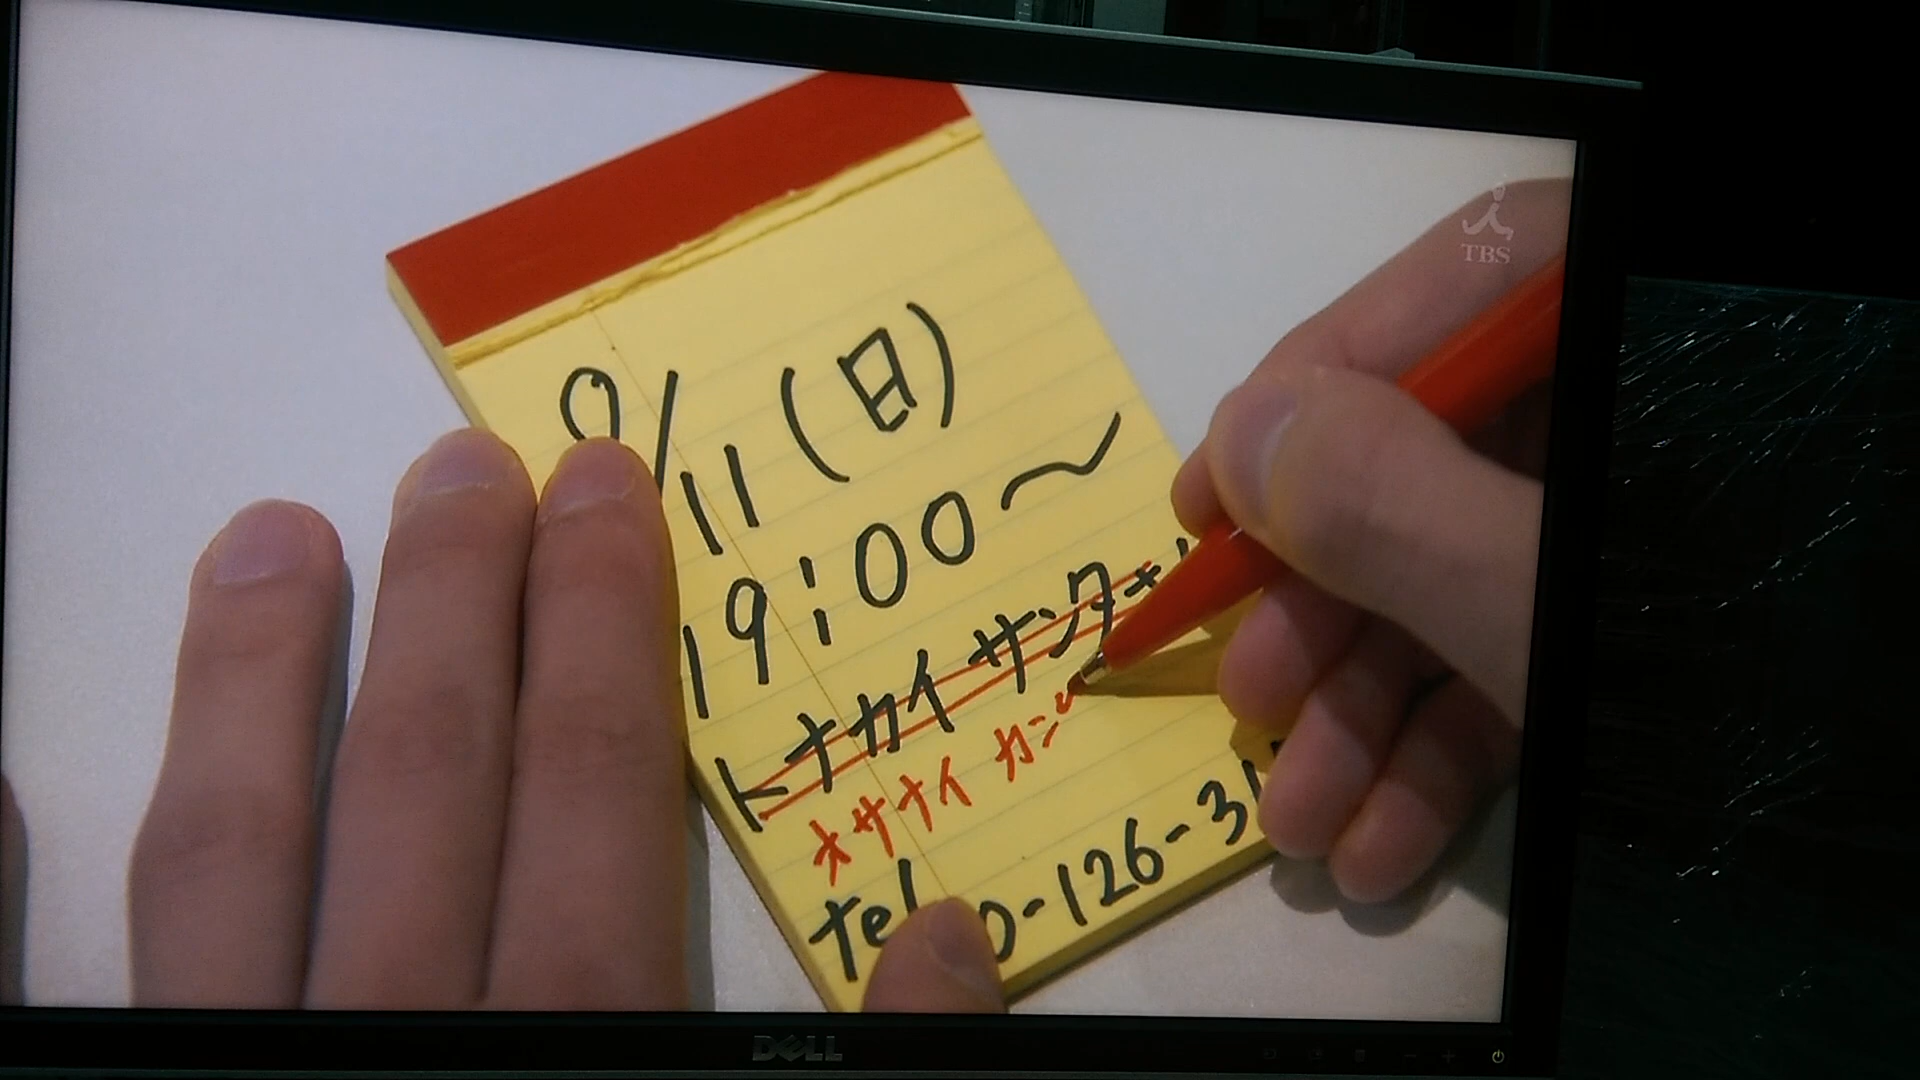 9/11(日)
19:00〜
トナカイサンタ
オサナイカン
tel 0-126-31
TBS
DELL